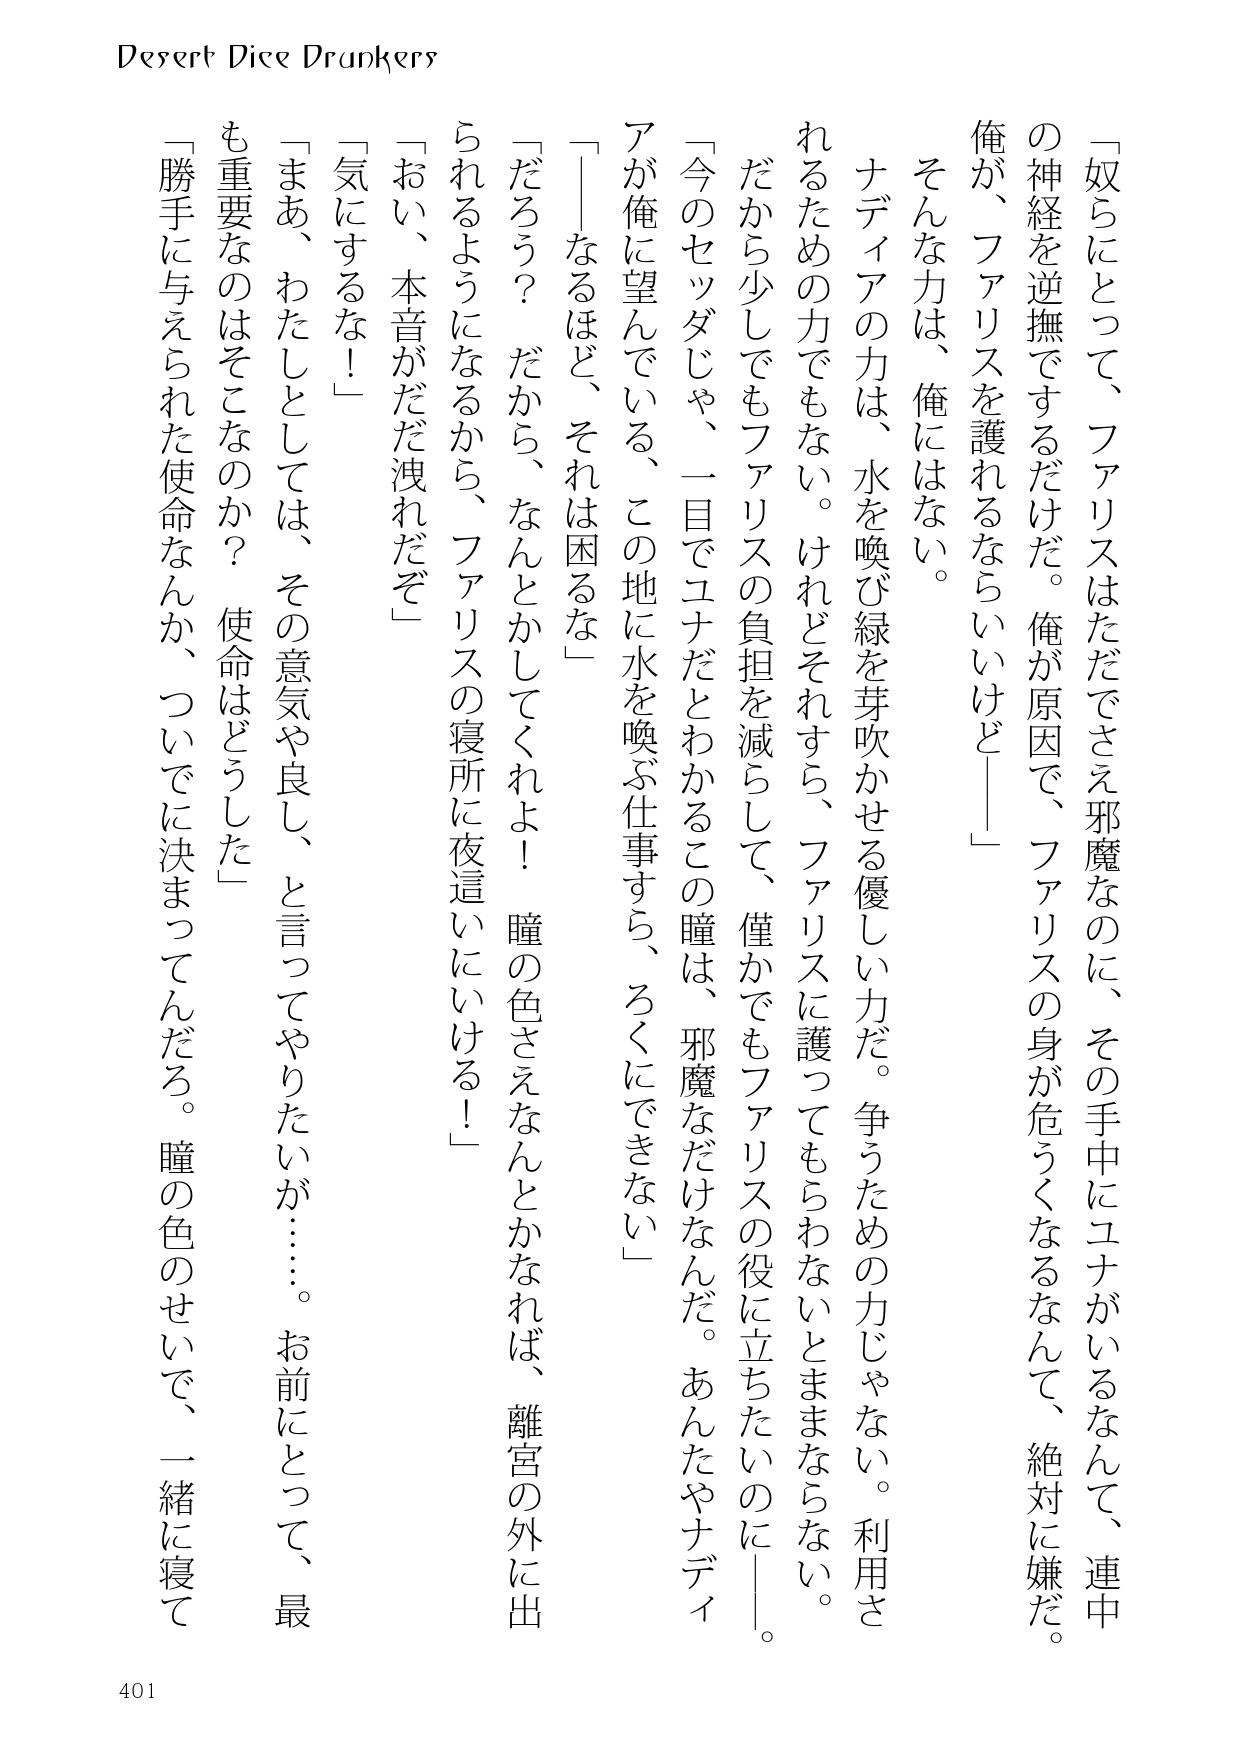 Desert Dice Drunkers
「奴らにとって、ファリスはただでさえ邪魔なのに、その手中にユナがいるなんて、連中
の神経を逆撫でするだけだ。俺が原因で、ファリスの身が危うくなるなんて、絶対に嫌だ。
俺が、ファリスを護れるならいいけど――」
　そんな力は、俺にはない。
　ナディアの力は、水を喚び緑を芽吹かせる優しい力だ。争うための力じゃない。利用さ
れるための力でもない。けれどそれすら、ファリスに護ってもらわないとままならない。
　だから少しでもファリスの負担を減らして、僅かでもファリスの役に立ちたいのに――。
「今のセッダじゃ、一目でユナだとわかるこの瞳は、邪魔なだけなんだ。あんたやナディ
アが俺に望んでいる、この地に水を喚ぶ仕事すら、ろくにできない」
「――なるほど、それは困るな」
「だろう？　だから、なんとかしてくれよ！　瞳の色さえなんとかなれば、離宮の外に出
られるようになるから、ファリスの寝所に夜這いにいける！」
「おい、本音がだだ洩れだぞ」
「気にするな！」
「まあ、わたしとしては、その意気や良し、と言ってやりたいが……。お前にとって、最
も重要なのはそこなのか？　使命はどうした」
「勝手に与えられた使命なんか、ついでに決まってんだろ。瞳の色のせいで、一緒に寝て
401